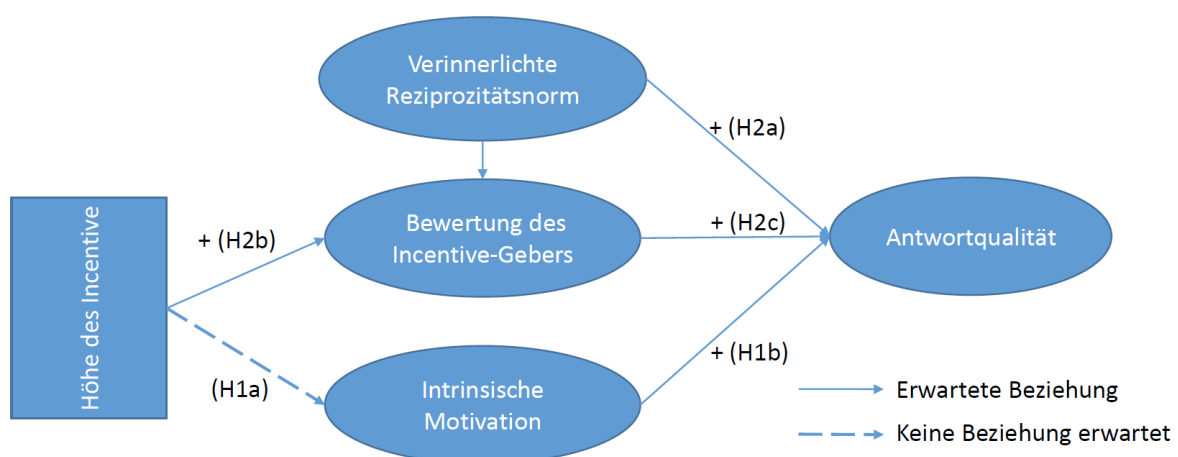 Verinnerlichte
Reziprozitätsnorm
+ (H2a)
Höhe des Incentive
+ (H2b)
Bewertung des
Incentive-Gebers
+ (H2c)
Antwortqualität
(H1a)
Intrinsische
Motivation
+ (H1b)
Erwartete Beziehung
Keine Beziehung erwartet